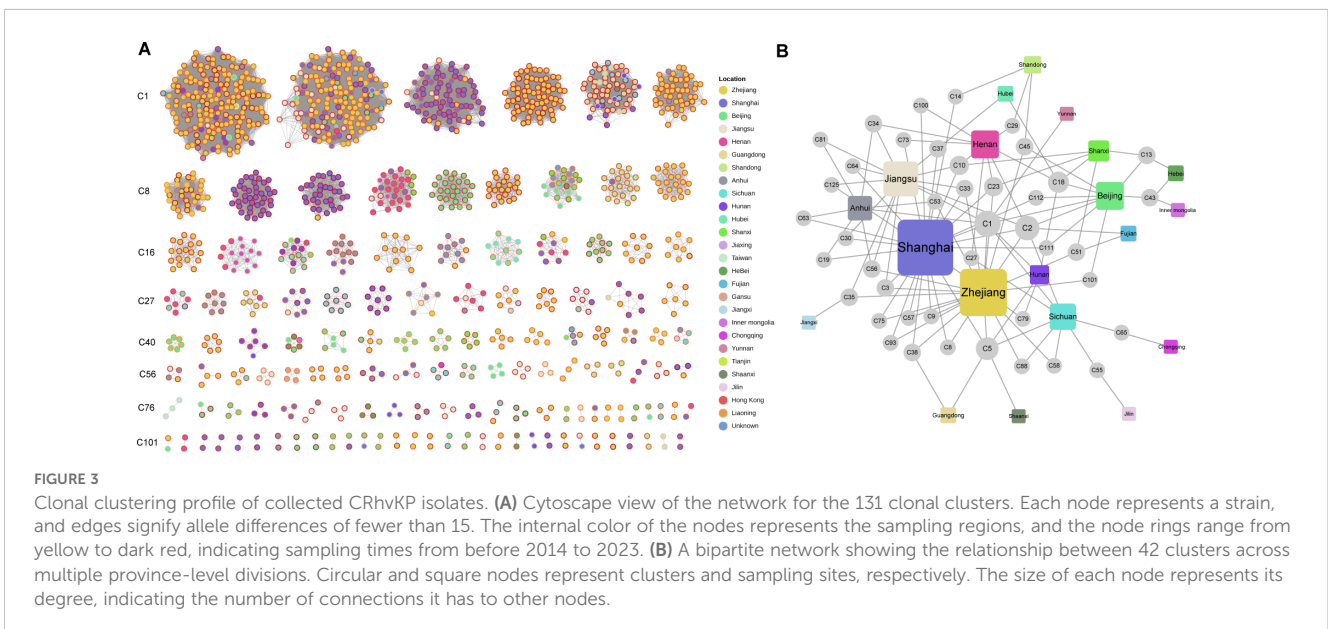 A
C1
C8
C16
C27
C40
C56
C76
C101
Location
Zhejiang
Shanghai
Beijing
Jiangsu
Henan
Guangdong
Shandong
Anhui
Sichuan
Hunan
Hubei
Shanxi
Jiaxing
Taiwan
HeBei
Fujian
Gansu
Jiangxi
Inner mongolia
Chongqing
Yunnan
Tianjin
Shaanxi
Jilin
Hong Kong
Liaoning
Unknown
B
Shandong
Hubei
C14
C100
Yunnan
C34
C29
C81
C73
C37
Henan
C45
Shanxi
C13
C64
C10
Hebei
Jiangsu
C18
C125
C33
C23
Beijing
C43
Inner mongolia
Anhui
C53
C112
C63
C1
C2
Fujian
C30
Shanghai
C111
C51
C19
C27
C56
Hunan
C101
C3
Zhejiang
C35
Jiangxi
C75
C57
C9
C79
Sichuan
C93
C65
C38
C8
C5
Chongqing
C88
C58
C55
Guangdong
Shaanxi
Jilin
FIGURE 3
Clonal clustering profile of collected CRhvKP isolates. (A) Cytoscape view of the network for the 131 clonal clusters. Each node represents a strain,
and edges signify allele differences of fewer than 15. The internal color of the nodes represents the sampling regions, and the node rings range from
yellow to dark red, indicating sampling times from before 2014 to 2023. (B) A bipartite network showing the relationship between 42 clusters across
multiple province-level divisions. Circular and square nodes represent clusters and sampling sites, respectively. The size of each node represents its
degree, indicating the number of connections it has to other nodes.